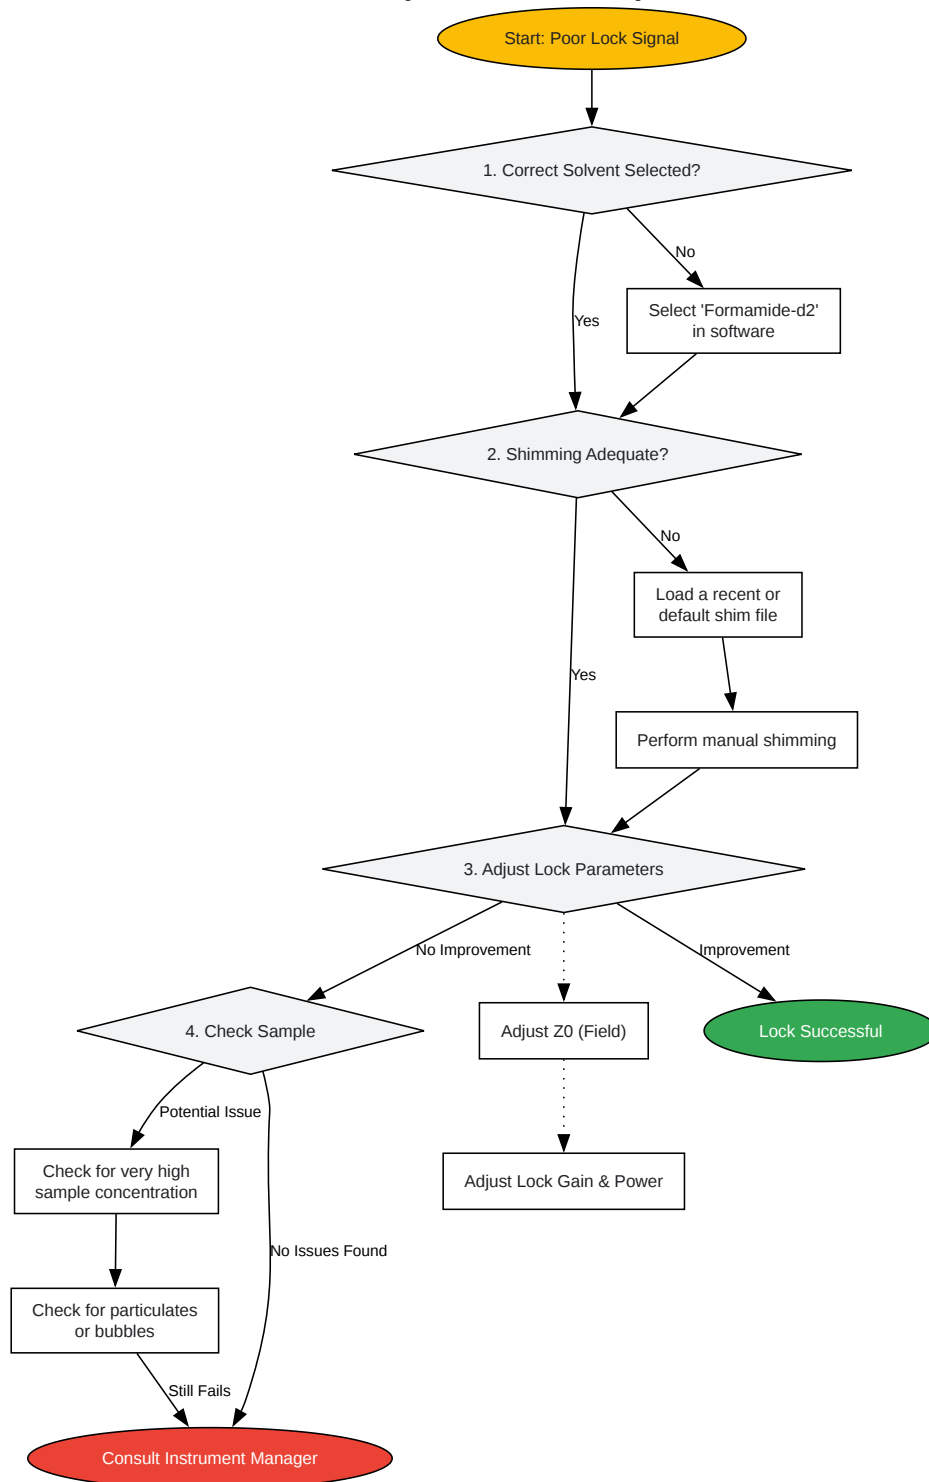 Start: Poor Lock Signal
1. Correct Solvent Selected?
No
Select 'Formamide-d2'
in software
Yes
2. Shimming Adequate?
No
Load a recent or
default shim file
Yes
Perform manual shimming
3. Adjust Lock Parameters
No Improvement
Improvement
4. Check Sample
Adjust Z0 (Field)
Lock Successful
Potential Issue
Check for very high
sample concentration
Adjust Lock Gain & Power
No Issues Found
Check for particulates
or bubbles
Still Fails
Consult Instrument Manager